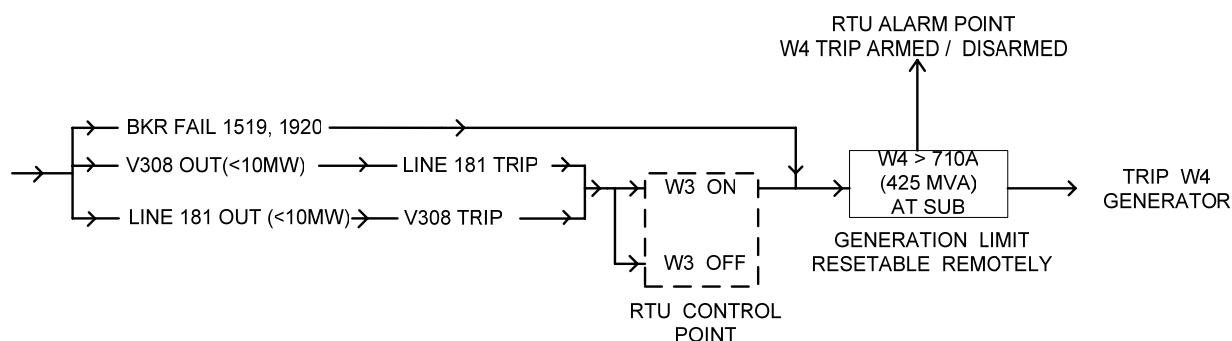 RTU ALARM POINT
W4 TRIP ARMED / DISARMED
BKR FAIL 1519, 1920
V308 OUT(<10MW)
LINE 181 TRIP
LINE 181 OUT (<10MW)
V308 TRIP
W3 ON
W3 OFF
RTU CONTROL
POINT
W4 > 710A
(425 MVA)
AT SUB
GENERATION LIMIT
RESETABLE REMOTELY
TRIP W4
GENERATOR